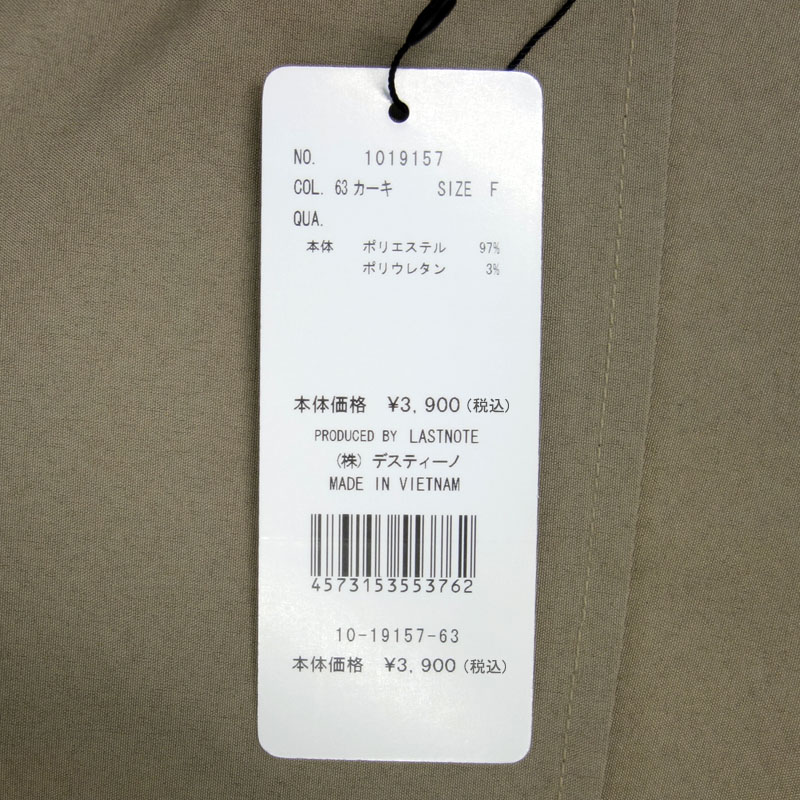 NO. 1019157
COL. 63 カーキ SIZE F
QUA.
本体 ポリエステル 97%
ポリウレタン 3%
本体価格 ¥3,900(税込)
PRODUCED BY LASTNOTE
(株) デスティーノ
MADE IN VIETNAM
4573153553762
10-19157-63
本体価格 ¥3,900(税込)